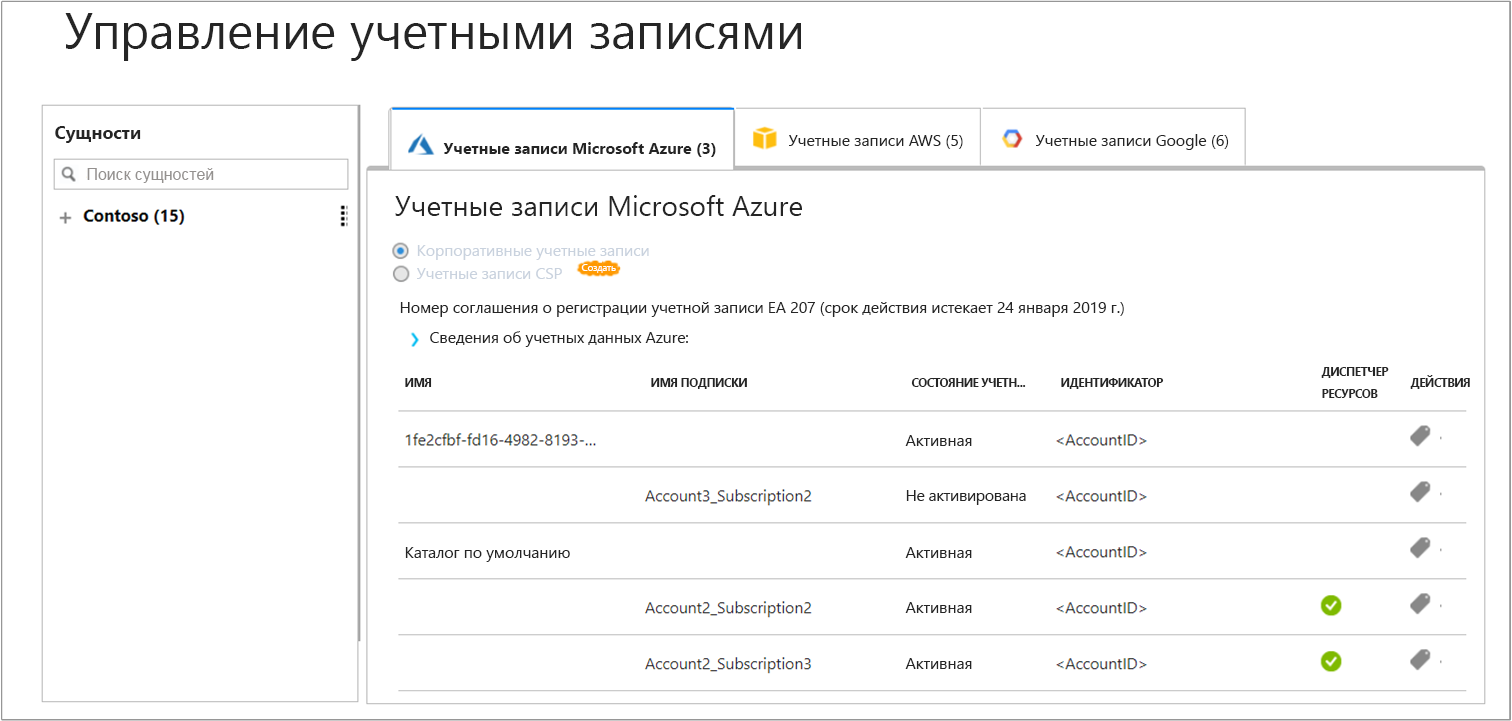 Управление учетными записями
Сущности
Поиск сущностей
Contoso (15)
Учетные записи Microsoft Azure (3)
Учетные записи AWS (5)
Учетные записи Google (6)
Учетные записи Microsoft Azure
Корпоративные учетные записи
Учетные записи CSP
Создать
Номер соглашения о регистрации учетной записи EA 207 (срок действия истекает 24 января 2019 г.)
Сведения об учетных данных Azure:
ИМЯ
ИМЯ ПОДПИСКИ
СОСТОЯНИЕ УЧЕТН...
ИДЕНТИФИКАТОР
ДИСПЕТЧЕР
РЕСУРСОВ
ДЕЙСТВИЯ
1fe2cfbf-fd16-4982-8193-...
Активная
<AccountID>
Account3_Subscription2
Не активирована
<AccountID>
Каталог по умолчанию
Активная
<AccountID>
Account2_Subscription2
Активная
<AccountID>
Account2_Subscription3
Активная
<AccountID>